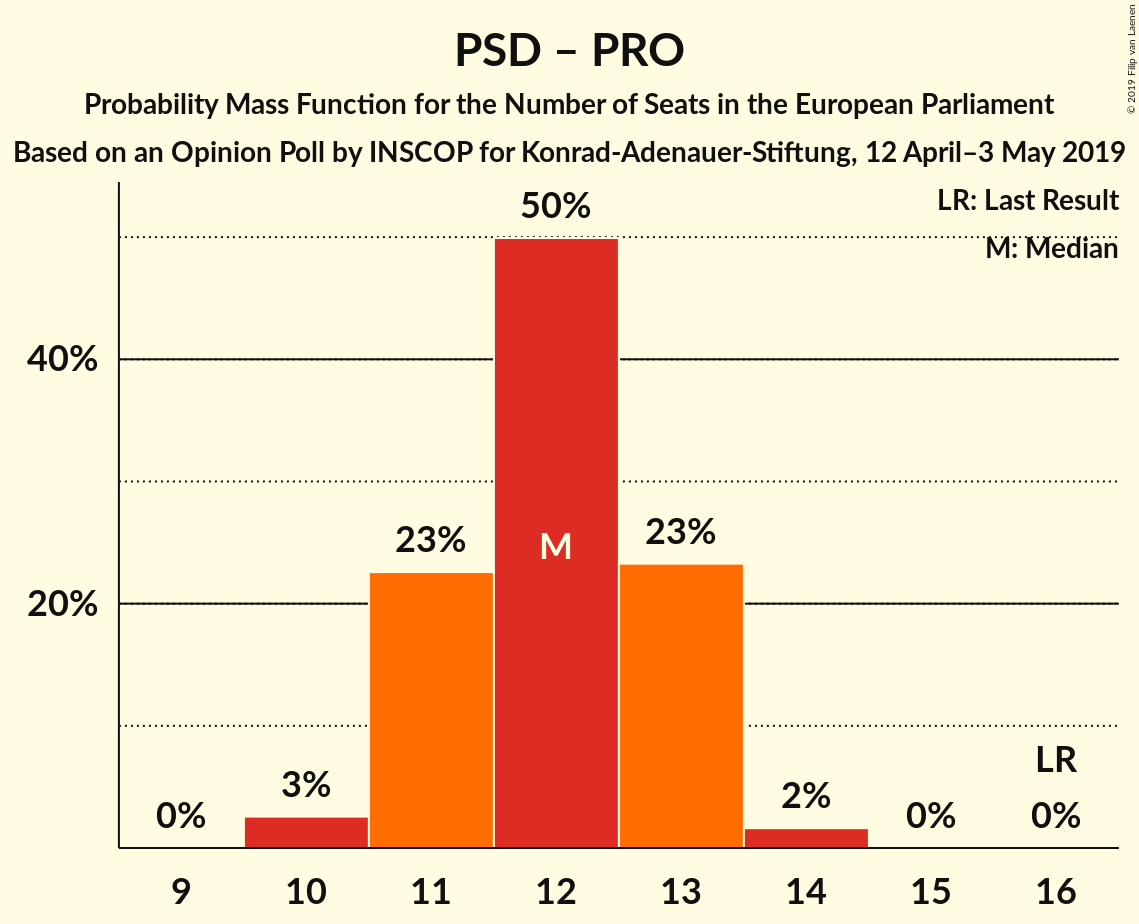 PSD – PRO
Probability Mass Function for the Number of Seats in the European Parliament
Based on an Opinion Poll by INSCOP for Konrad-Adenauer-Stiftung, 12 April–3 May 2019
© 2019 Filip van Laenen
LR: Last Result
M: Median
50%
40%
23%
M
23%
20%
0%
3%
2%
0%
LR
0%
9 10 11 12 13 14 15 16